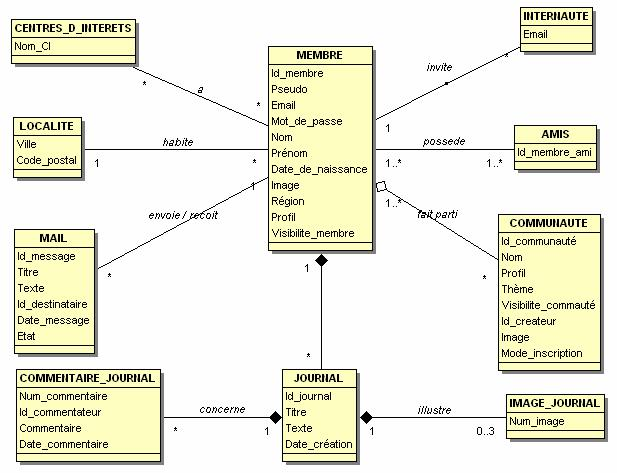 CENTRES_D_INTERETS
Nom_CI
*
a
*
INTERNAUTE
Email
*
invite
1
MEMBRE
Id_membre
Pseudo
Email
Mot_de_passe
Nom
Prénom
Date_de_naissance
Image
Région
Profil
Visibilite_membre
LOCALITE
Ville
Code_postal
1
habite
*
AMIS
Id_membre_ami
possede
1..*
1..*
1
envoie / recoit
*
MAIL
Id_message
Titre
Texte
Id_destinataire
Date_message
Etat
1..*
fait parti
*
COMMUNAUTE
Id_communauté
Nom
Profil
Thème
Visibilite_commauté
Id_createur
Image
Mode_inscription
1
*
COMMENTAIRE_JOURNAL
Num_commentaire
Id_commentateur
Commentaire
Date_commentaire
concerne
*
1
JOURNAL
Id_journal
Titre
Texte
Date_création
illustre
1
0..3
IMAGE_JOURNAL
Num_image